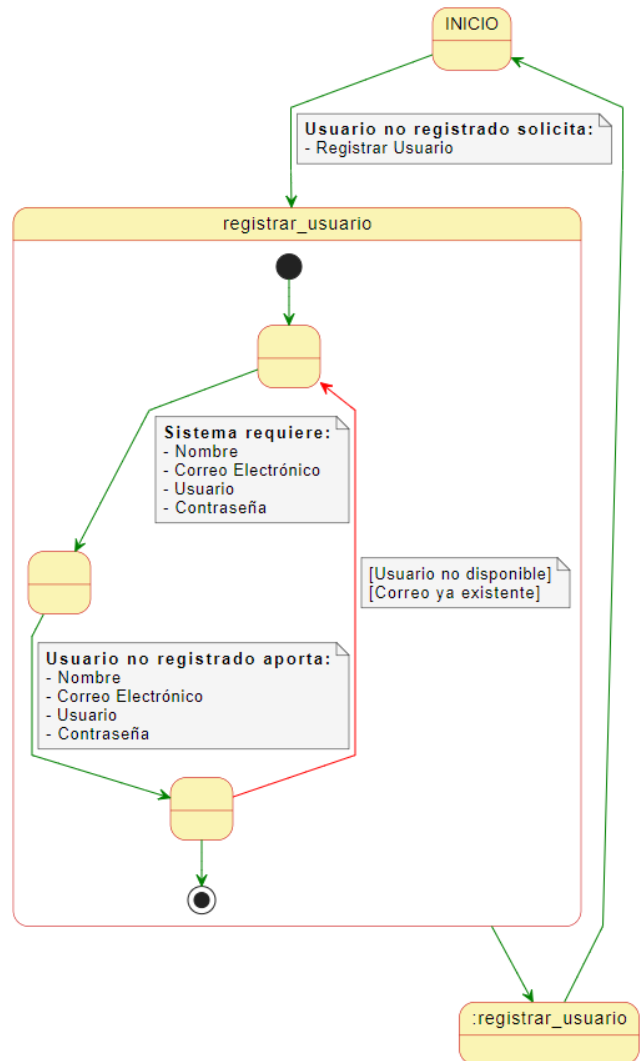 INICIO
Usuario no registrado solicita:
- Registrar Usuario
registrar_usuario
Sistema requiere:
- Nombre
- Correo Electrónico
- Usuario
- Contraseña
[Usuario no disponible]
[Correo ya existente]
Usuario no registrado aporta:
- Nombre
- Correo Electrónico
- Usuario
- Contraseña
:registrar_usuario